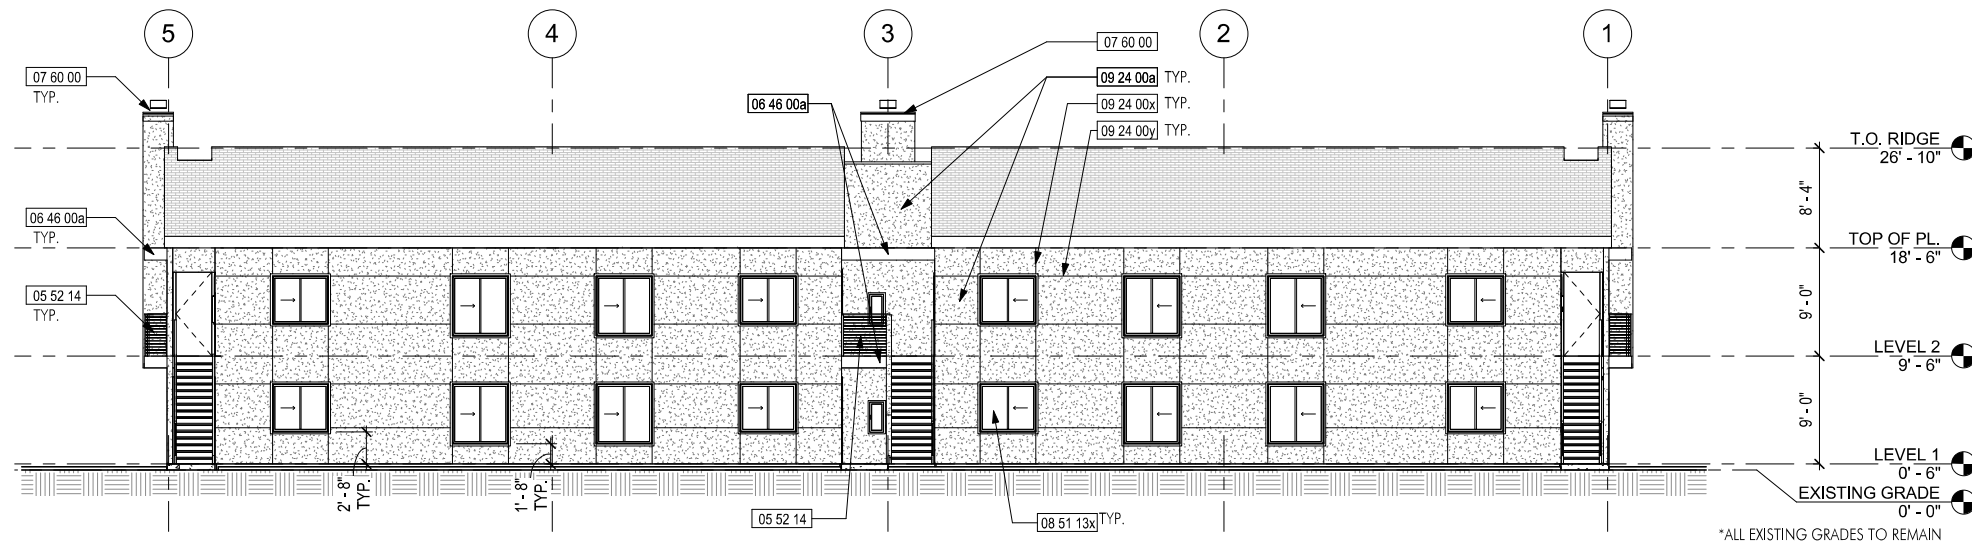 5
4
3
2
1
07 60 00
TYP.
07 60 00
09 24 00a TYP.
09 24 00x TYP.
09 24 00y TYP.
06 46 00a
06 46 00a
TYP.
05 52 14
TYP.
T.O. RIDGE
26' - 10"
8' - 4"
TOP OF PL.
18' - 6"
9' - 0"
LEVEL 2
9' - 6"
9' - 0"
LEVEL 1
0' - 6"
EXISTING GRADE
0' - 0"
*ALL EXISTING GRADES TO REMAIN
2' - 8"
TYP.
1' - 8"
TYP.
05 52 14
08 51 13x TYP.